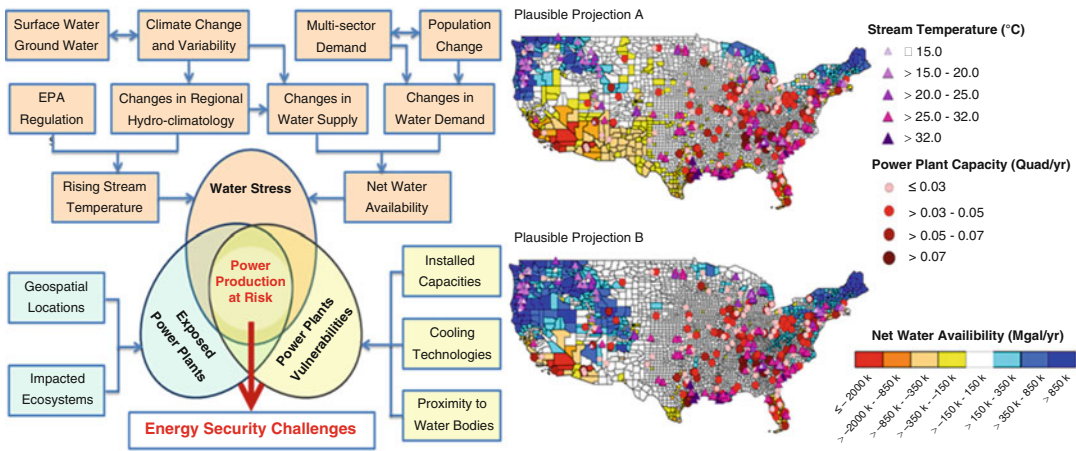 Surface Water
Ground Water
Climate Change
and Variability
Multi-sector
Demand
Population
Change
EPA
Regulation
Changes in Regional
Hydro-climatology
Changes in
Water Supply
Changes in
Water Demand
Rising Stream
Temperature
Water Stress
Net Water
Availability
Geospatial
Locations
Impacted
Ecosystems
Power
Production
at Risk
Exposed
Power Plants
Power Plants
Vulnerabilities
Installed
Capacities
Cooling
Technologies
Proximity to
Water Bodies
Energy Security Challenges
Plausible Projection A
Plausible Projection B
Stream Temperature (°C)
□ 15.0
> 15.0 - 20.0
> 20.0 - 25.0
> 25.0 - 32.0
> 32.0
Power Plant Capacity (Quad/yr)
≤ 0.03
> 0.03 - 0.05
> 0.05 - 0.07
> 0.07
Net Water Availibility (Mgal/yr)
≤ – 2000 k
> –2000 k - –850 k
> –850 k - –350 k
> –350 k - –150 k
> –150 k - 150 k
> 150 k - 350 k
> 350 k - 850 k
> 850 k